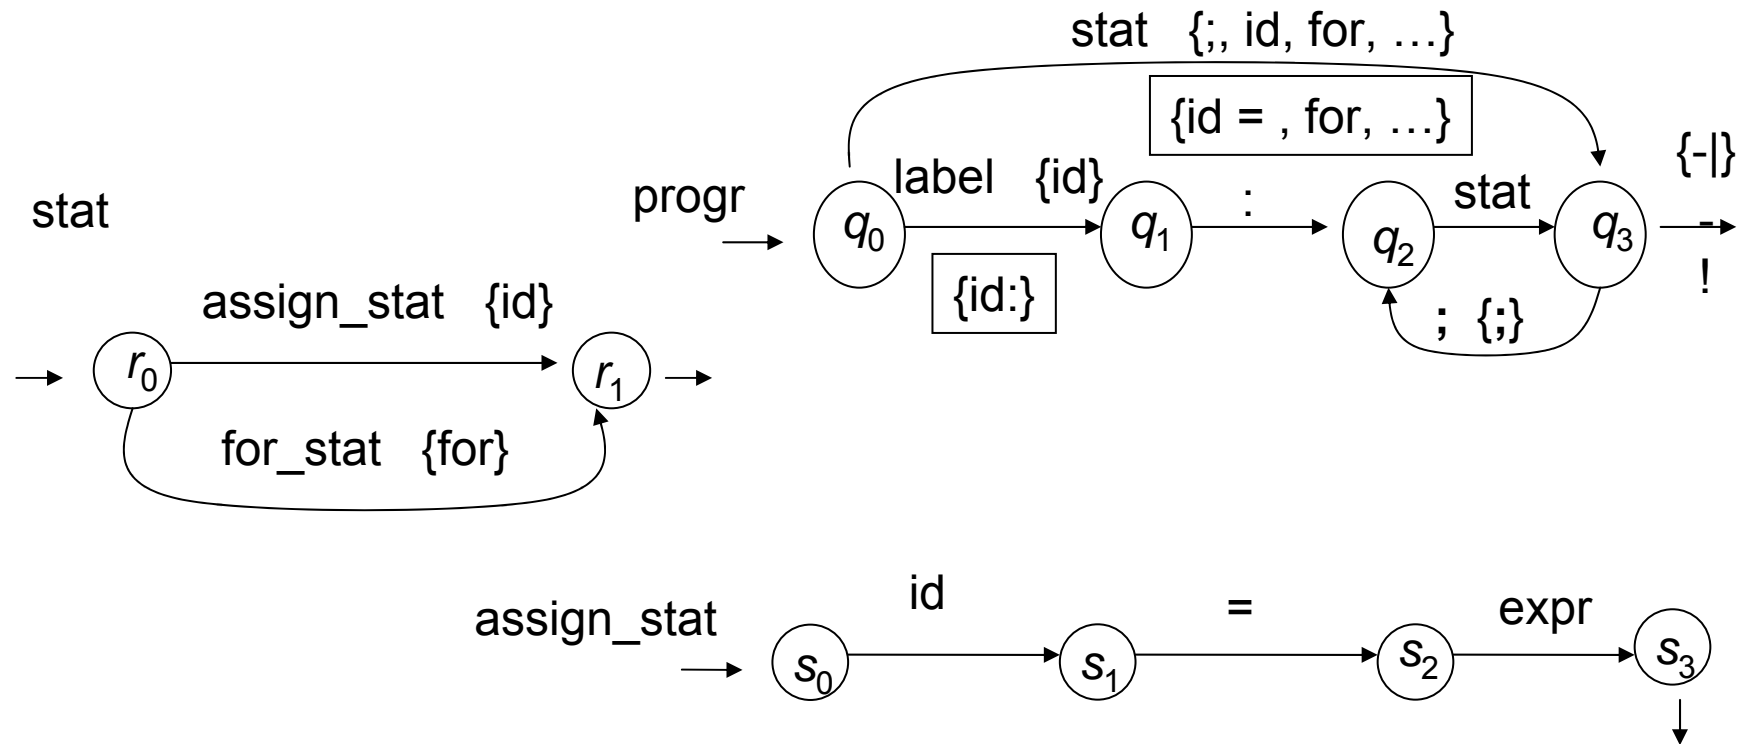 stat {;, id, for, …}
{id = , for, …}
{-|}
label {id}
:
stat
progr
q0
q1
q2
q3
-
!
{id:}
; {;}
stat
assign_stat {id}
r0
r1
for_stat {for}
id
=
expr
assign_stat
s0
s1
s2
s3